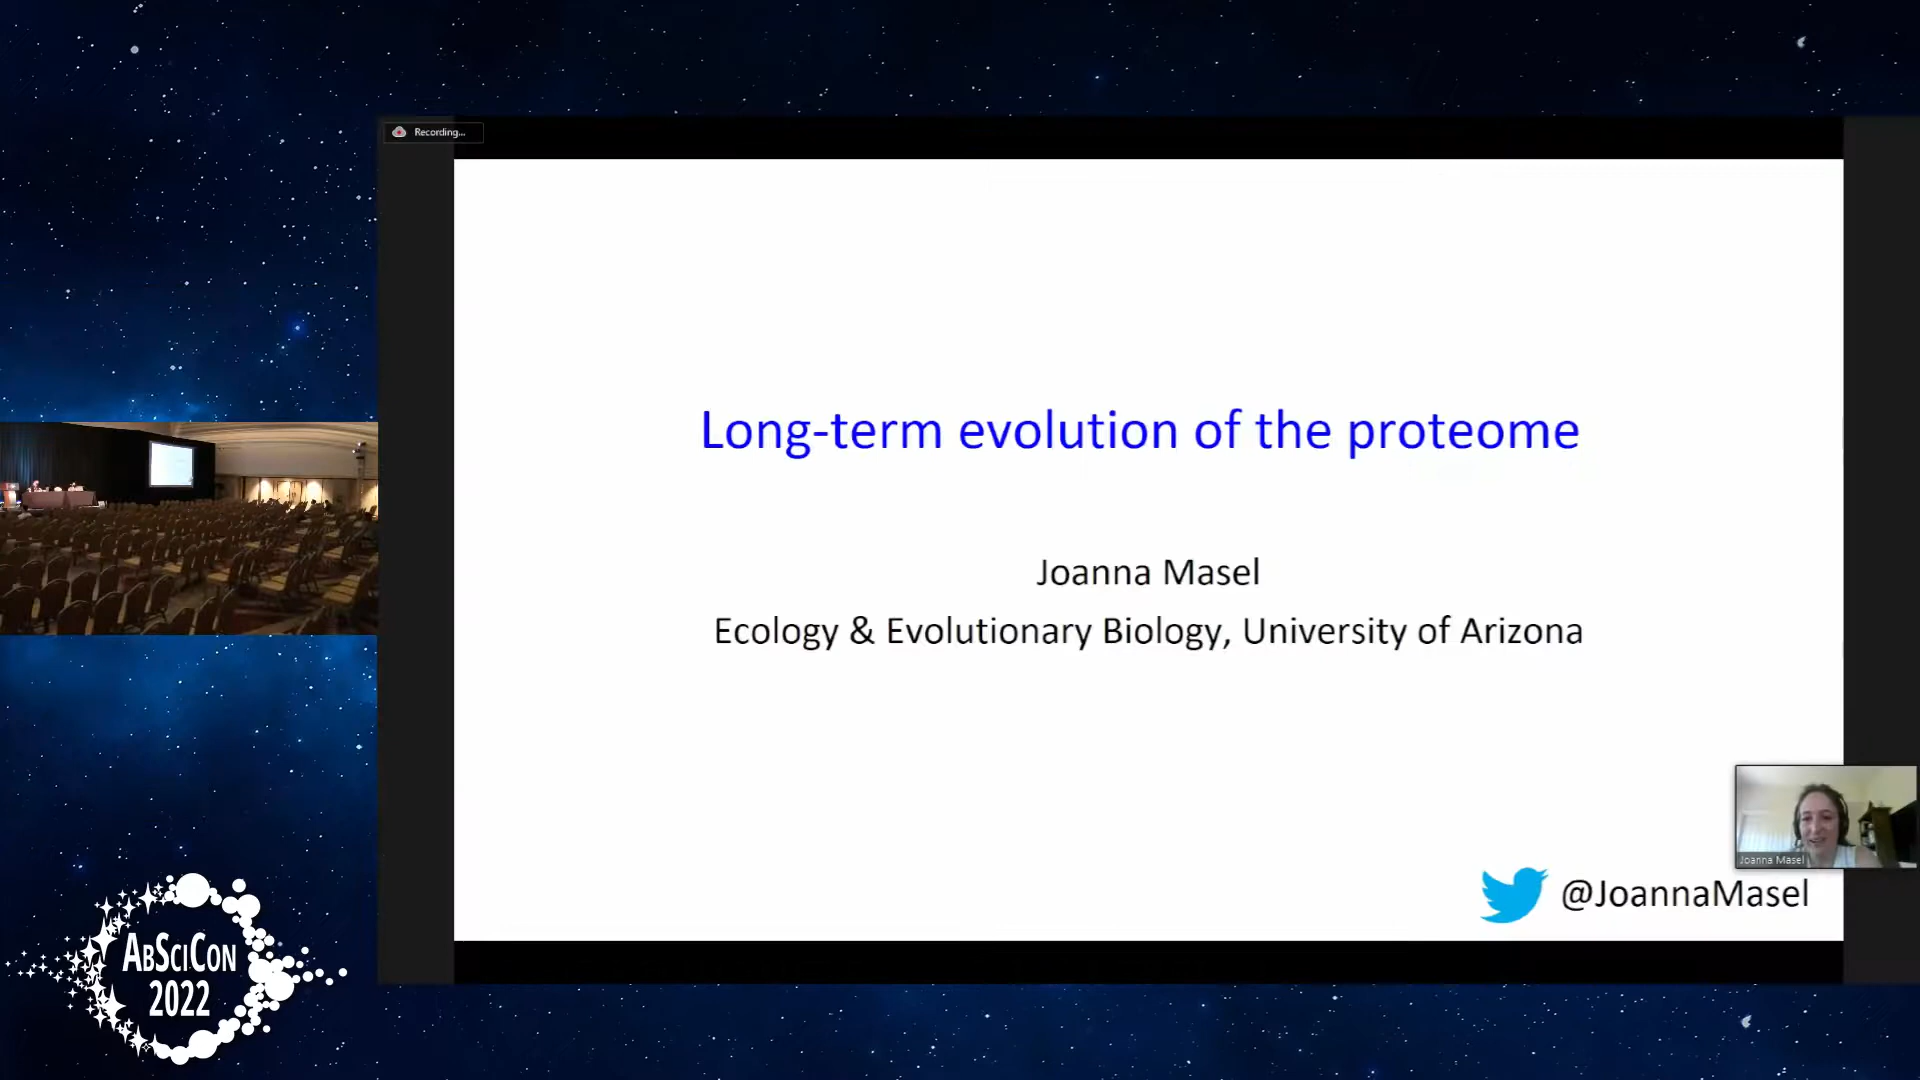 Recording...
Long-term evolution of the proteome
Joanna Masel
Ecology & Evolutionary Biology, University of Arizona
Joanna Masel
@JoannaMasel
ABSCICON
2022